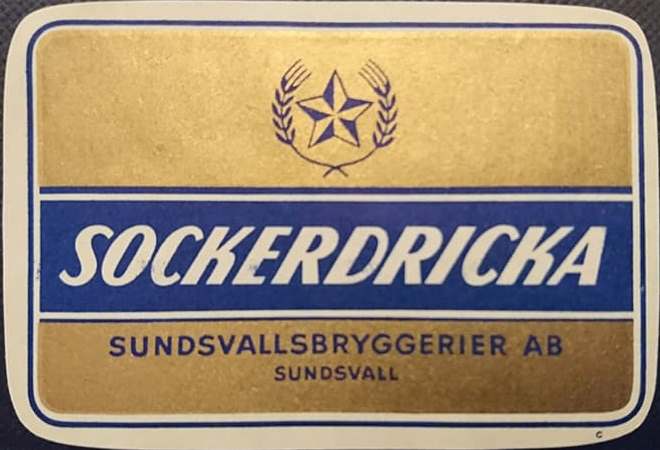 SOCKERDRICKA
SUNDSVALLSBRYGGERIER AB
SUNDSVALL
C